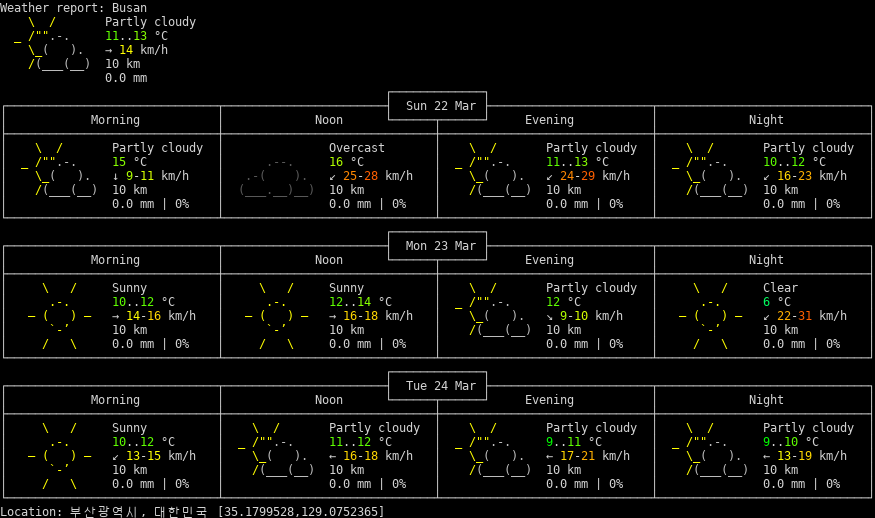 Weather report: Busan
Partly cloudy
11..13 °C
→ 14 km/h
10 km
0.0 mm
Sun 22 Mar
Morning Noon Evening Night
Partly cloudy Overcast Partly cloudy Partly cloudy
15 °C 16 °C 11..13 °C 10..12 °C
↓ 9-11 km/h ↙ 25-28 km/h ↙ 24-29 km/h ↙ 16-23 km/h
10 km 10 km 10 km 10 km
0.0 mm | 0% 0.0 mm | 0% 0.0 mm | 0% 0.0 mm | 0%
Mon 23 Mar
Morning Noon Evening Night
Sunny Sunny Partly cloudy Clear
10..12 °C 12..14 °C 12 °C 6 °C
→ 14-16 km/h → 16-18 km/h ↘ 9-10 km/h ↙ 22-31 km/h
10 km 10 km 10 km 10 km
0.0 mm | 0% 0.0 mm | 0% 0.0 mm | 0% 0.0 mm | 0%
Tue 24 Mar
Morning Noon Evening Night
Sunny Partly cloudy Partly cloudy Partly cloudy
10..12 °C 11..12 °C 9..11 °C 9..10 °C
↙ 13-15 km/h ← 16-18 km/h ← 17-21 km/h ← 13-19 km/h
10 km 10 km 10 km 10 km
0.0 mm | 0% 0.0 mm | 0% 0.0 mm | 0% 0.0 mm | 0%
Location: 부산광역시, 대한민국 [35.1799528,129.0752365]